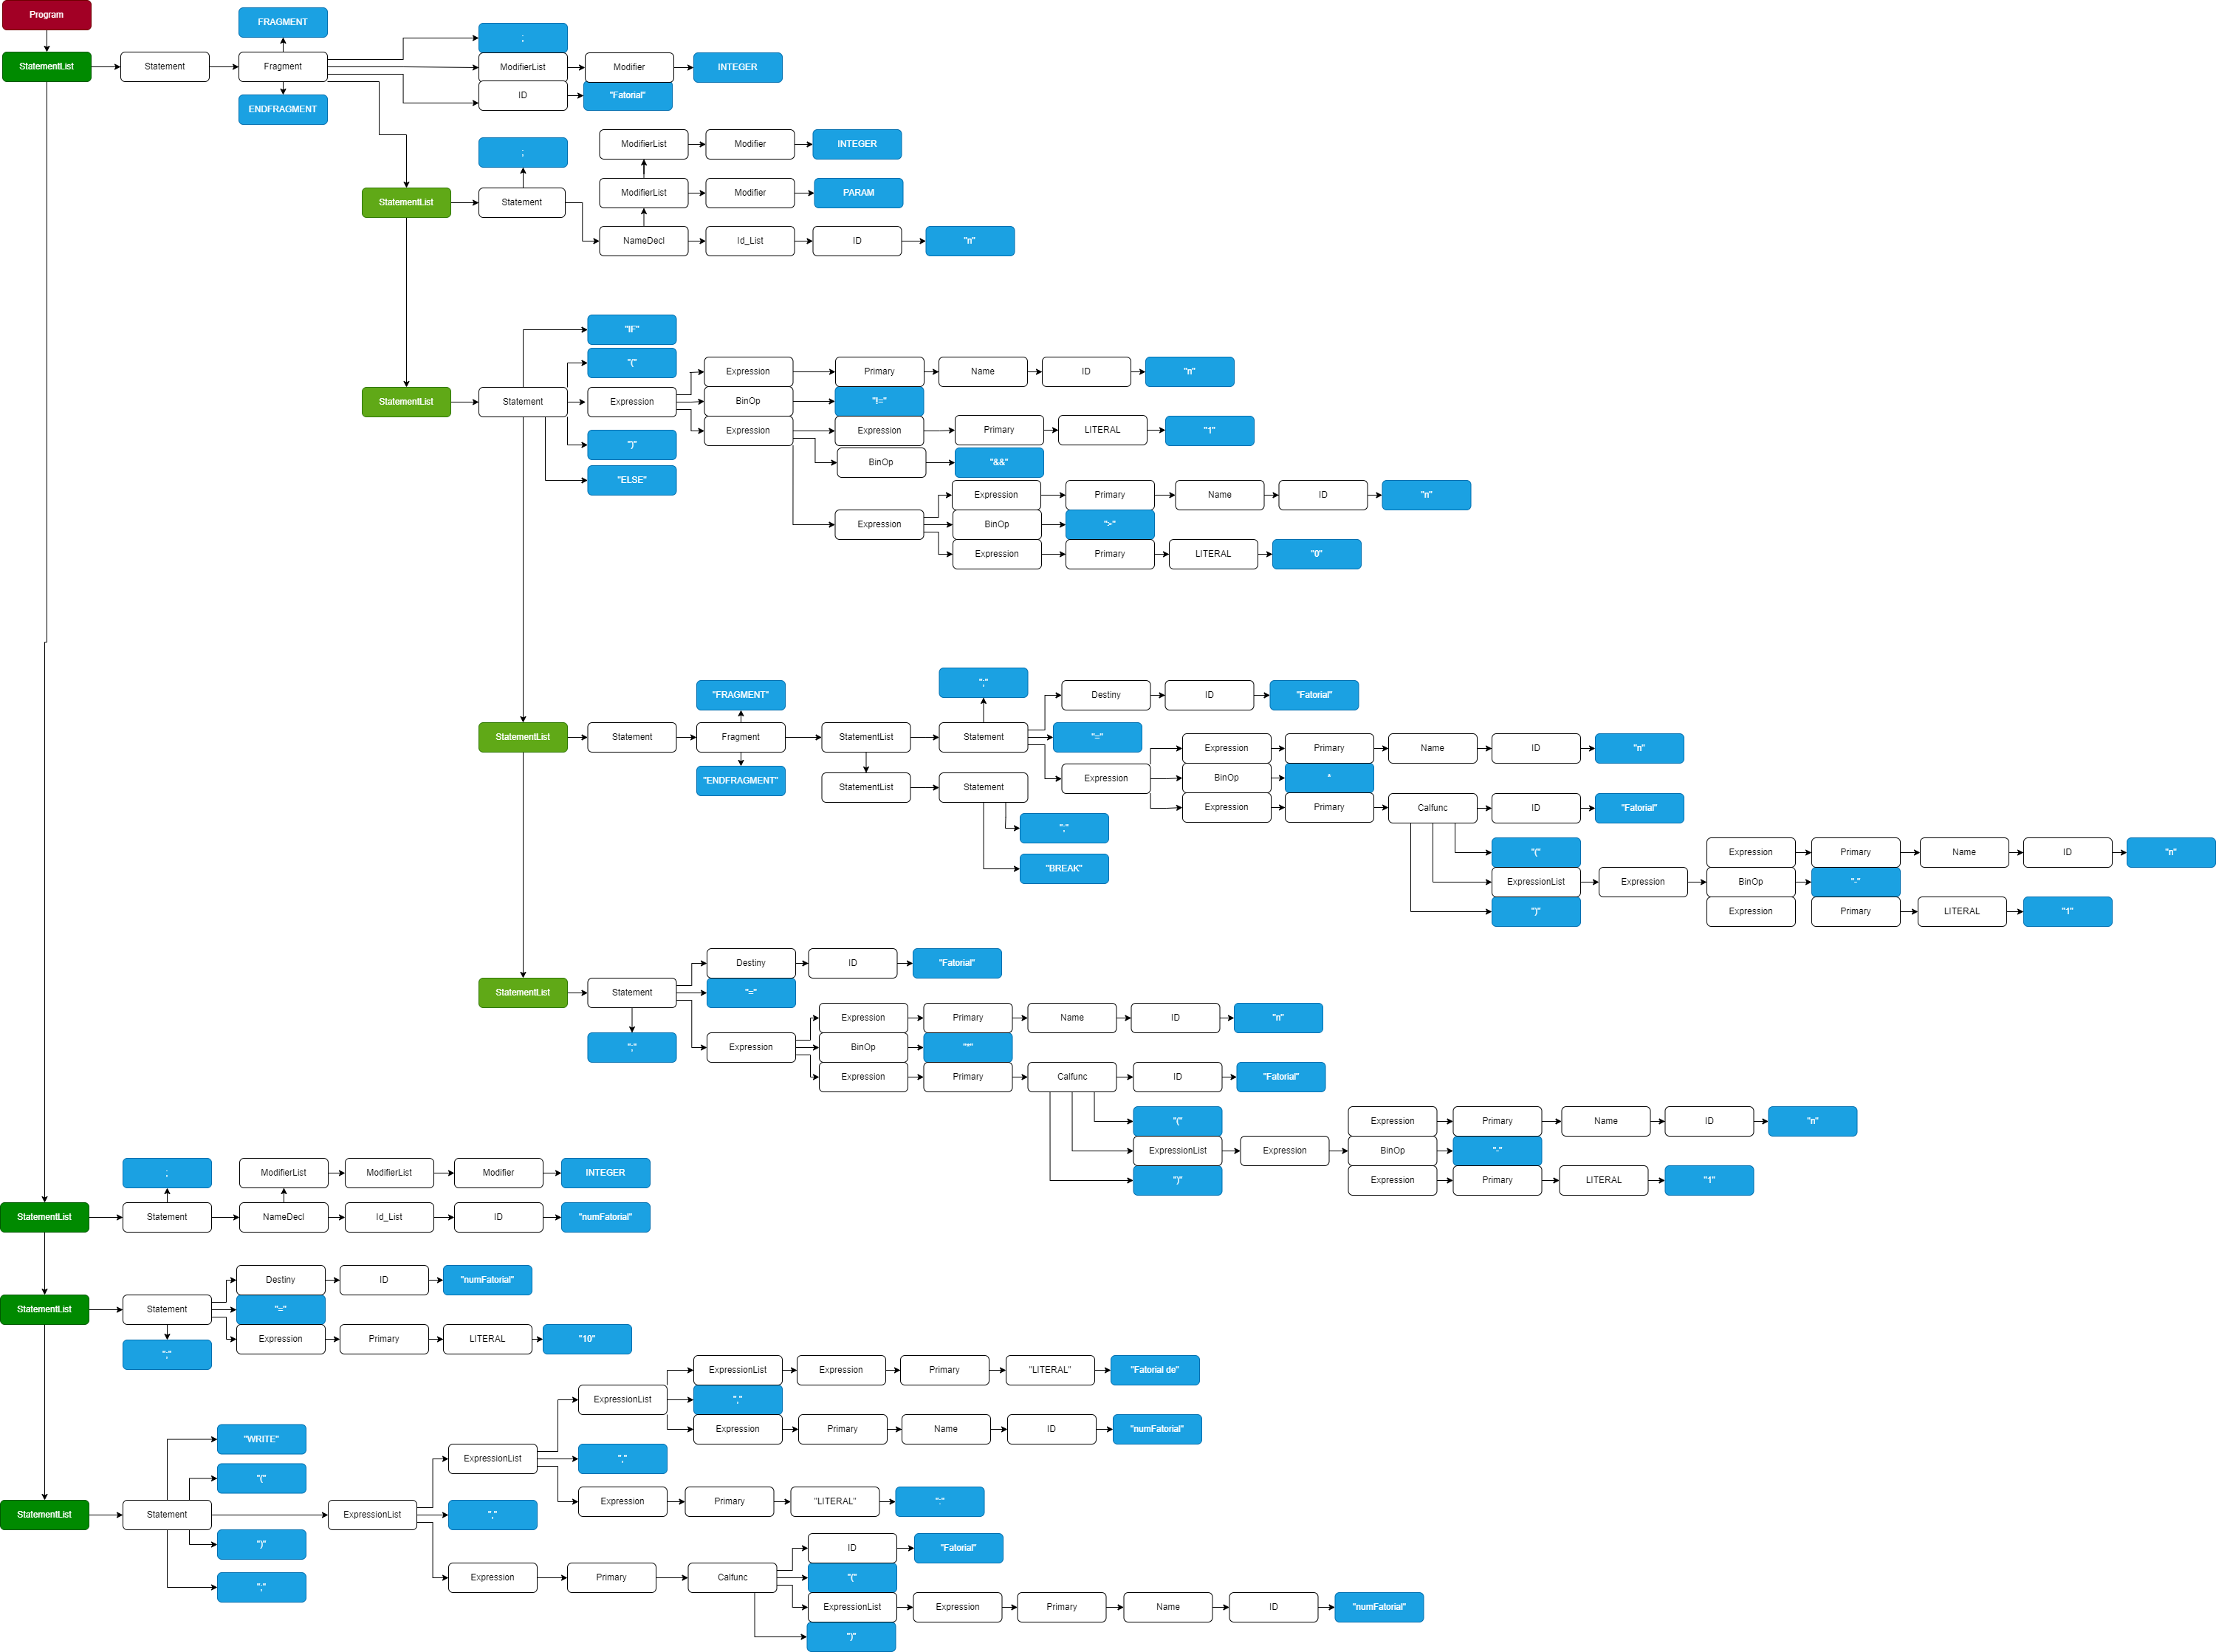 Program
FRAGMENT
;
StatementList
Statement
Fragment
ModifierList
Modifier
INTEGER
ID
"Fatorial"
ENDFRAGMENT
ModifierList
Modifier
INTEGER
;
ModifierList
Modifier
PARAM
StatementList
Statement
NameDecl
Id_List
ID
"n"
"IF"
"("
Expression
Primary
Name
ID
"n"
StatementList
Statement
Expression
BinOp
"!="
Expression
Expression
Primary
LITERAL
"1"
")"
BinOp
"&&"
"ELSE"
Expression
Primary
Name
ID
"n"
Expression
BinOp
">"
Expression
Primary
LITERAL
"0"
";"
"FRAGMENT"
Destiny
ID
"Fatorial"
StatementList
Statement
Fragment
StatementList
Statement
"="
Expression
Primary
Name
ID
"n"
"ENDFRAGMENT"
StatementList
Statement
Expression
BinOp
*
Expression
Primary
Calfunc
ID
"Fatorial"
";"
"BREAK"
"("
Expression
Primary
Name
ID
"n"
ExpressionList
Expression
BinOp
"-"
")"
Expression
Primary
LITERAL
"1"
Destiny
ID
"Fatorial"
StatementList
Statement
"="
Expression
Primary
Name
ID
"n"
";"
Expression
BinOp
"*"
Expression
Primary
Calfunc
ID
"Fatorial"
"("
Expression
Primary
Name
ID
"n"
ExpressionList
Expression
BinOp
"-"
")"
Expression
Primary
LITERAL
"1"
;
ModifierList
ModifierList
Modifier
INTEGER
StatementList
Statement
NameDecl
Id_List
ID
"numFatorial"
Destiny
ID
"numFatorial"
StatementList
Statement
"="
";"
Expression
Primary
LITERAL
"10"
ExpressionList
Expression
Primary
"LITERAL"
"Fatorial de"
ExpressionList
","
Expression
Primary
Name
ID
"numFatorial"
"WRITE"
ExpressionList
","
"("
Expression
Primary
"LITERAL"
":"
StatementList
Statement
ExpressionList
","
")"
ID
"Fatorial"
";"
Expression
Primary
Calfunc
"("
ExpressionList
Expression
Primary
Name
ID
"numFatorial"
")"